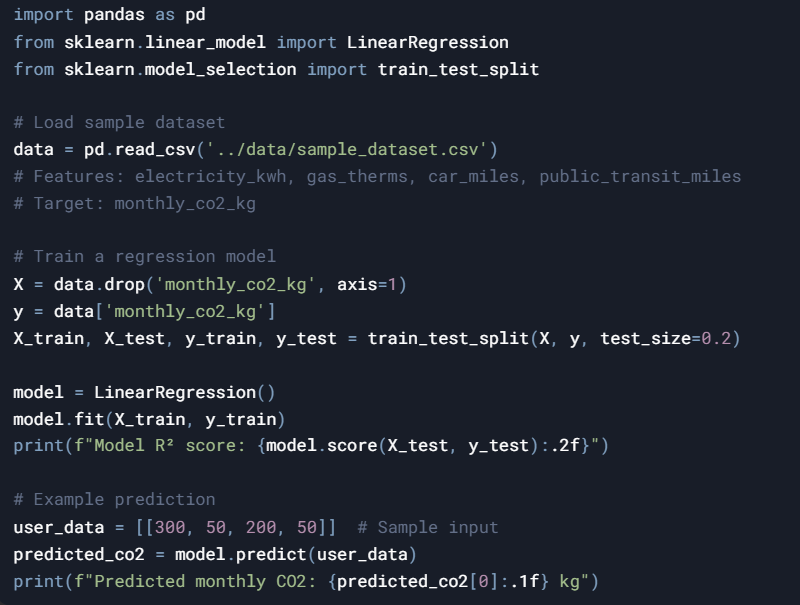 import pandas as pd
from sklearn.linear_model import LinearRegression
from sklearn.model_selection import train_test_split
# Load sample dataset
data = pd.read_csv('../data/sample_dataset.csv')
# Features: electricity_kwh, gas_therms, car_miles, public_transit_miles
# Target: monthly_co2_kg
# Train a regression model
X = data.drop('monthly_co2_kg', axis=1)
y = data['monthly_co2_kg']
X_train, X_test, y_train, y_test = train_test_split(X, y, test_size=0.2)
model = LinearRegression()
model.fit(X_train, y_train)
print(f"Model R² score: {model.score(X_test, y_test):.2f}")
# Example prediction
user_data = [[300, 50, 200, 50]]  # Sample input
predicted_co2 = model.predict(user_data)
print(f"Predicted monthly CO2: {predicted_co2[0]:.1f} kg")